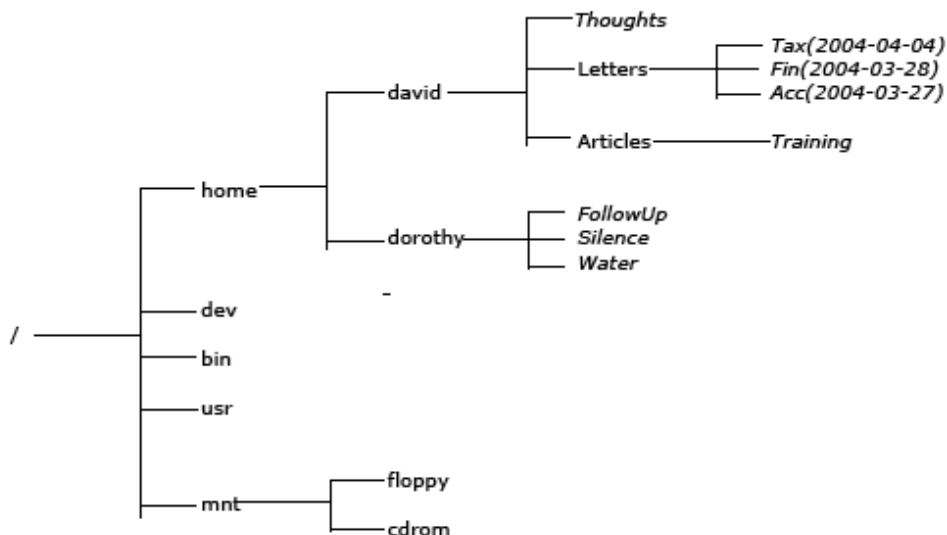 Thoughts
Tax(2004-04-04)
Letters
Fin(2004-03-28)
david
Acc(2004-03-27)
Articles
Training
home
FollowUp
dorothy
Silence
Water
-
dev
/
bin
usr
floppy
mnt
cdrom